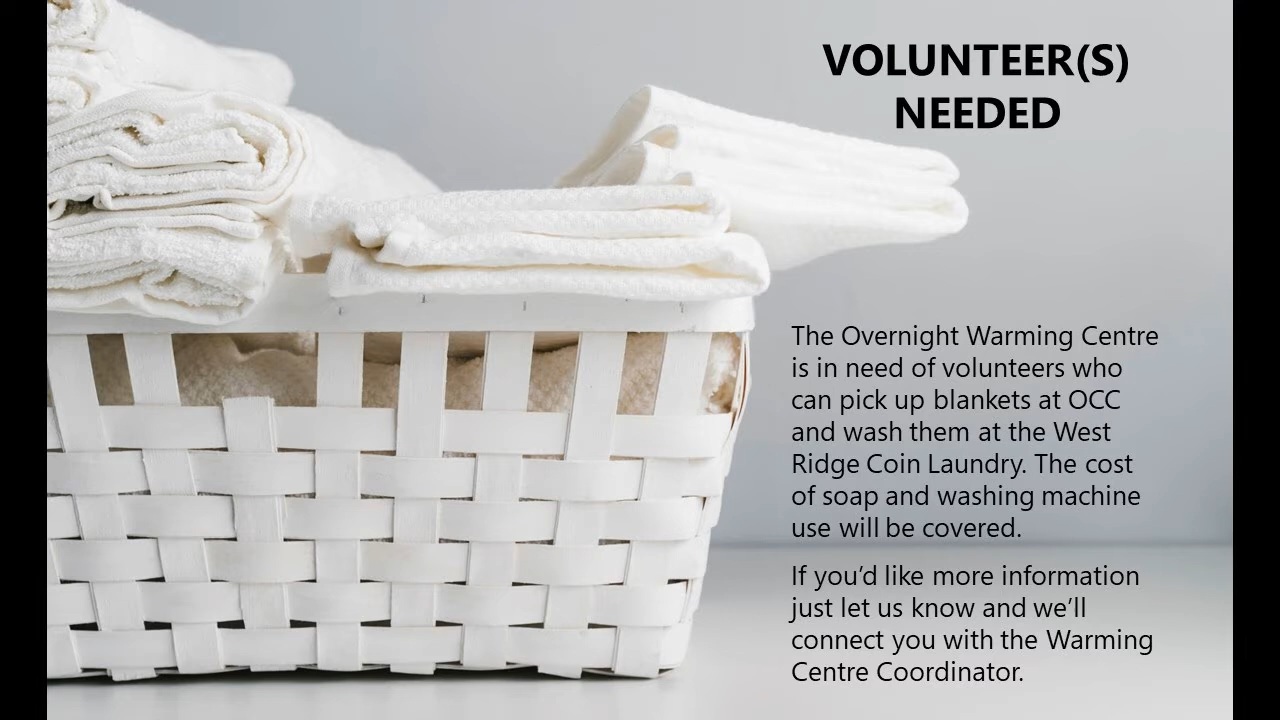 VOLUNTEER(S)
NEEDED
The Overnight Warming Centre
is in need of volunteers who
can pick up blankets at OCC
and wash them at the West
Ridge Coin Laundry. The cost
of soap and washing machine
use will be covered.
If you’d like more information
just let us know and we’ll
connect you with the Warming
Centre Coordinator.